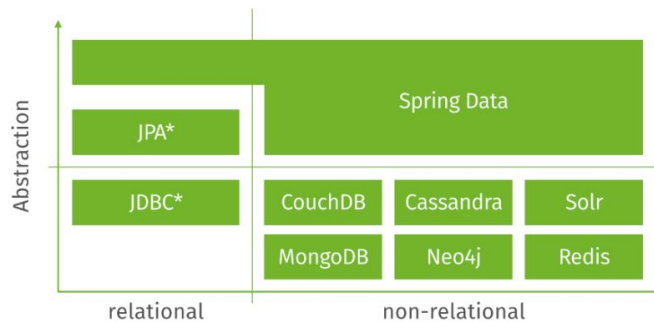 Abstraction
Spring Data
JPA*
JDBC*
CouchDB
Cassandra
Solr
MongoDB
Neo4j
Redis
relational
non-relational